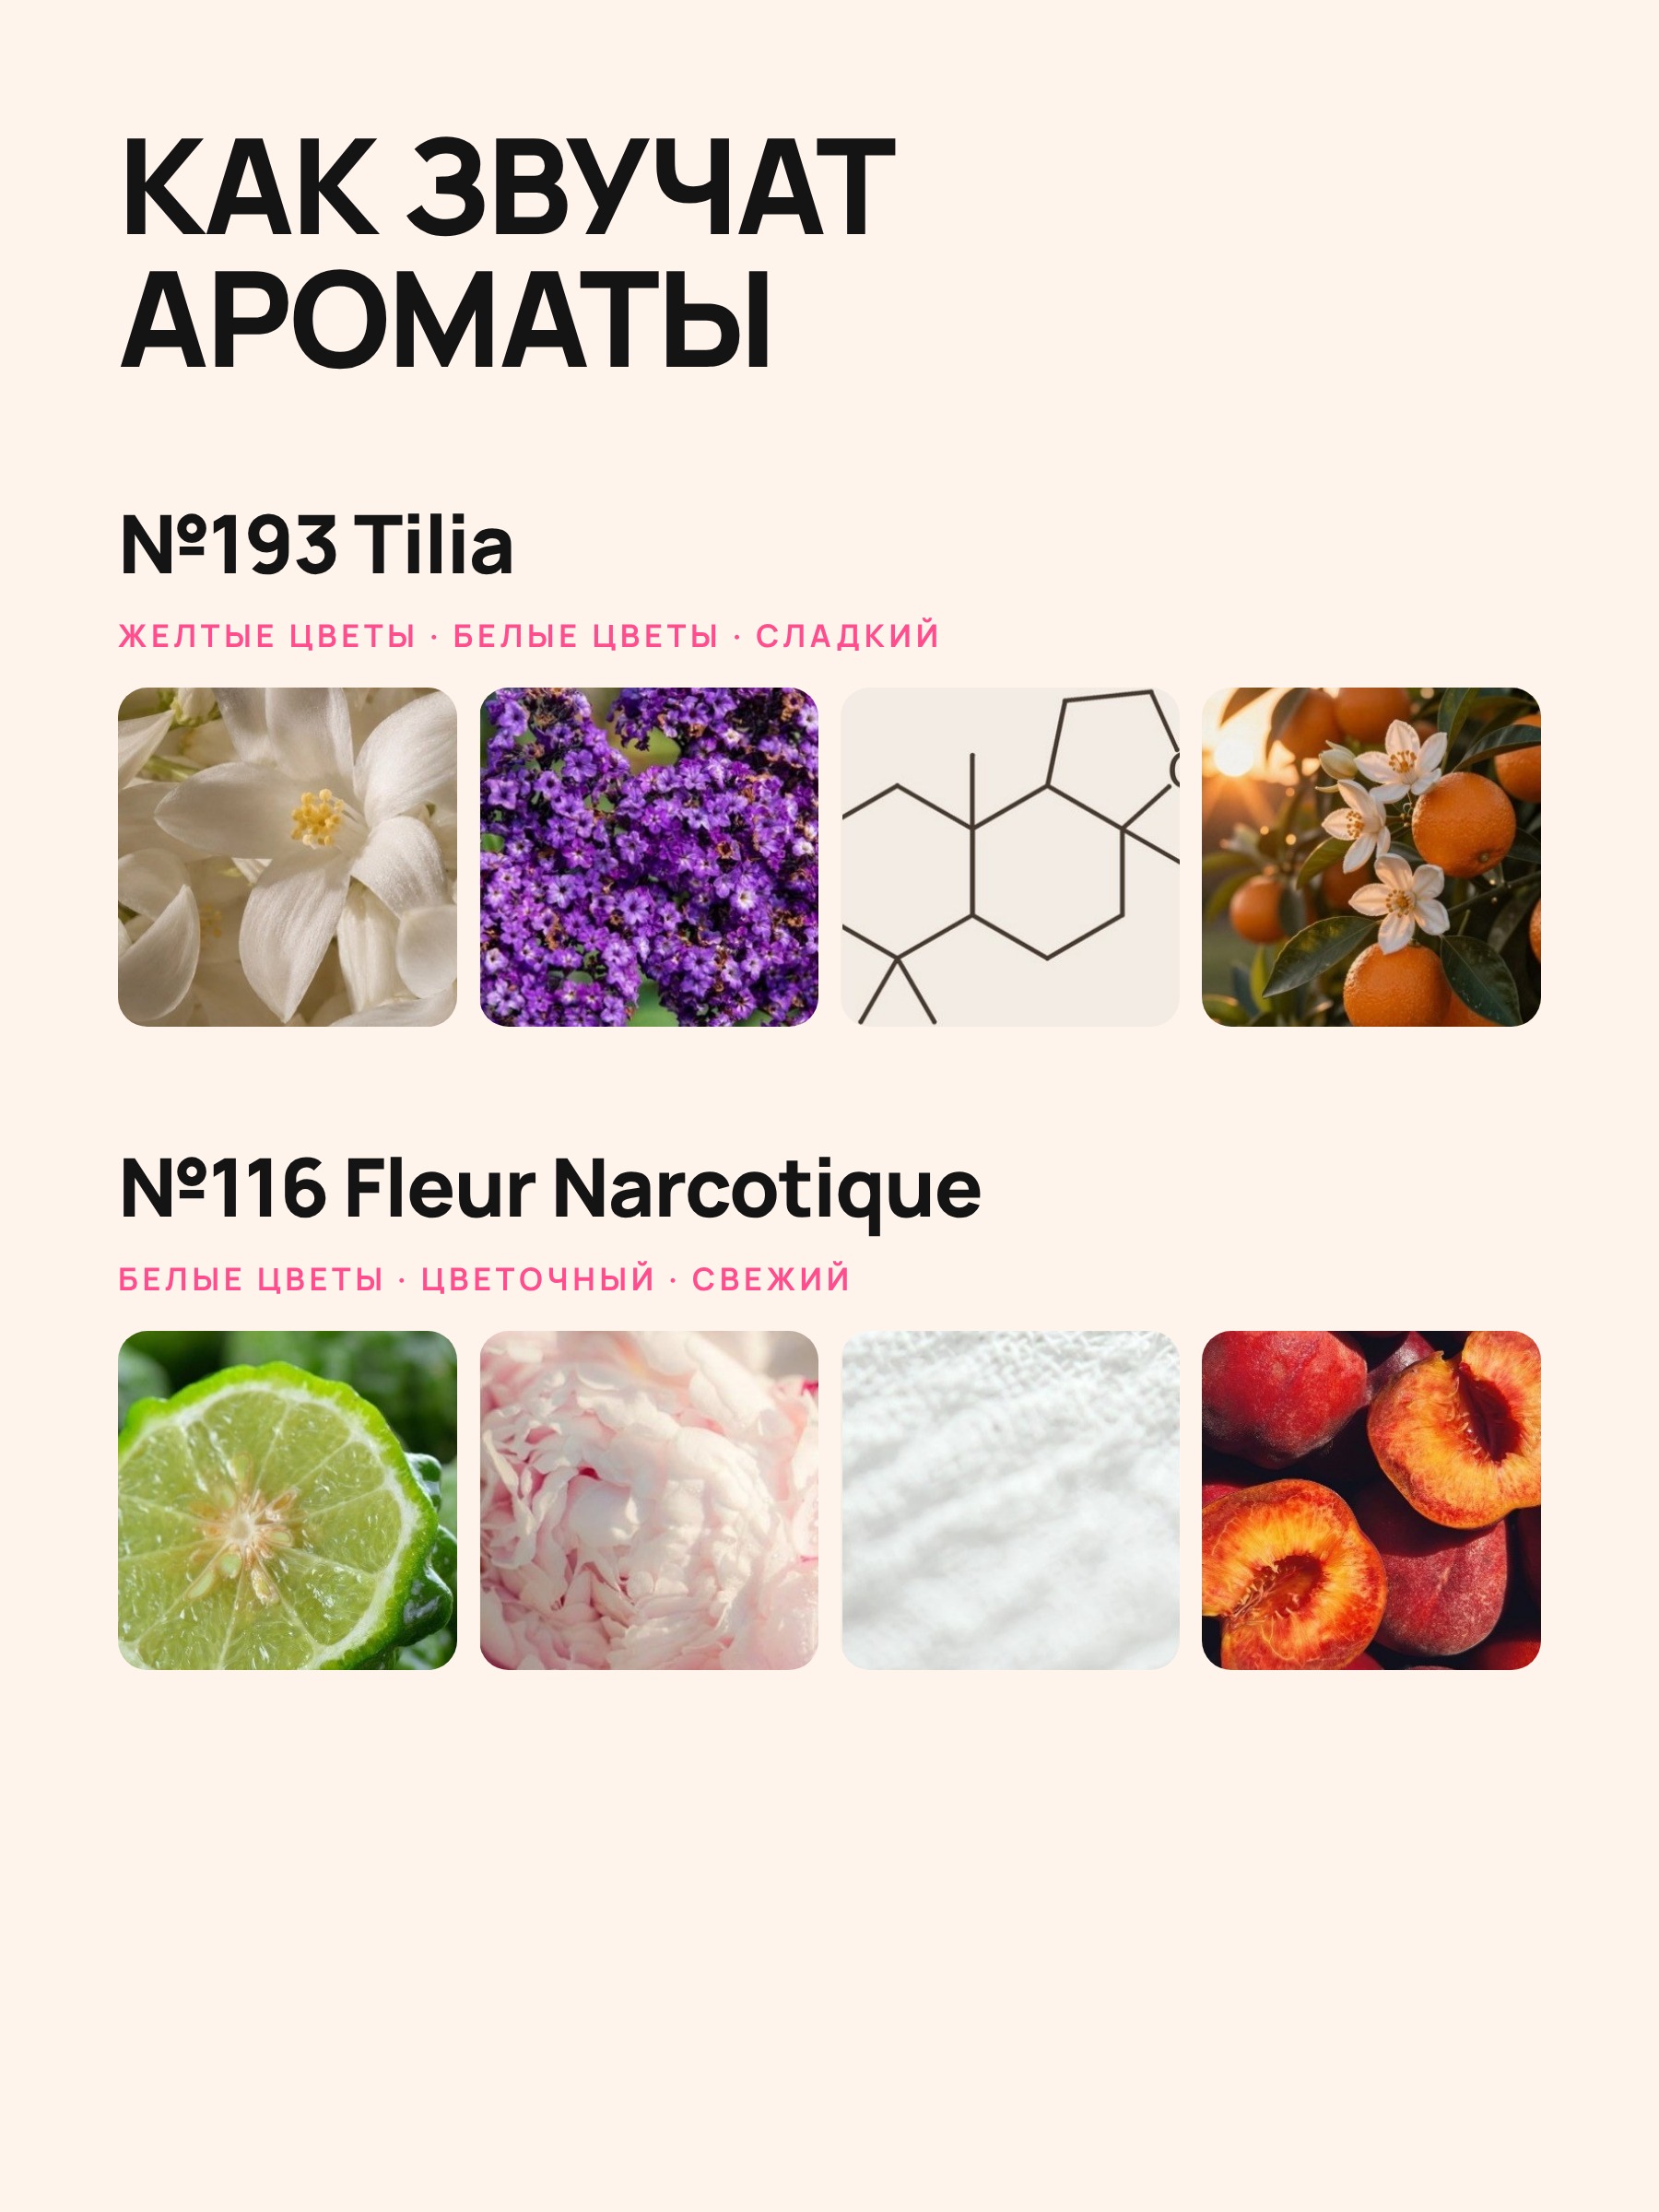 КАК ЗВУЧАТ
АРОМАТЫ
№193 Tilia
ЖЕЛТЫЕ ЦВЕТЫ · БЕЛЫЕ ЦВЕТЫ · СЛАДКИЙ
№116 Fleur Narcotique
БЕЛЫЕ ЦВЕТЫ · ЦВЕТОЧНЫЙ · СВЕЖИЙ